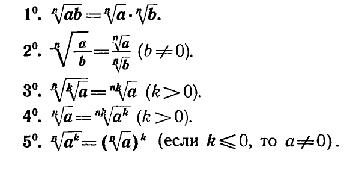 1⁰. ⁿ√ab = ⁿ√a · ⁿ√b.
2⁰. ⁿ√(a/b) = ⁿ√a / ⁿ√b (b ≠ 0).
3⁰. ⁿ√(ᵏ√a) = ⁿᵏ√a (k > 0).
4⁰. ⁿ√a = ⁿᵏ√aᵏ (k > 0).
5⁰. ⁿ√aᵏ = (ⁿ√a)ᵏ (если k ⩽ 0, то a ≠ 0).